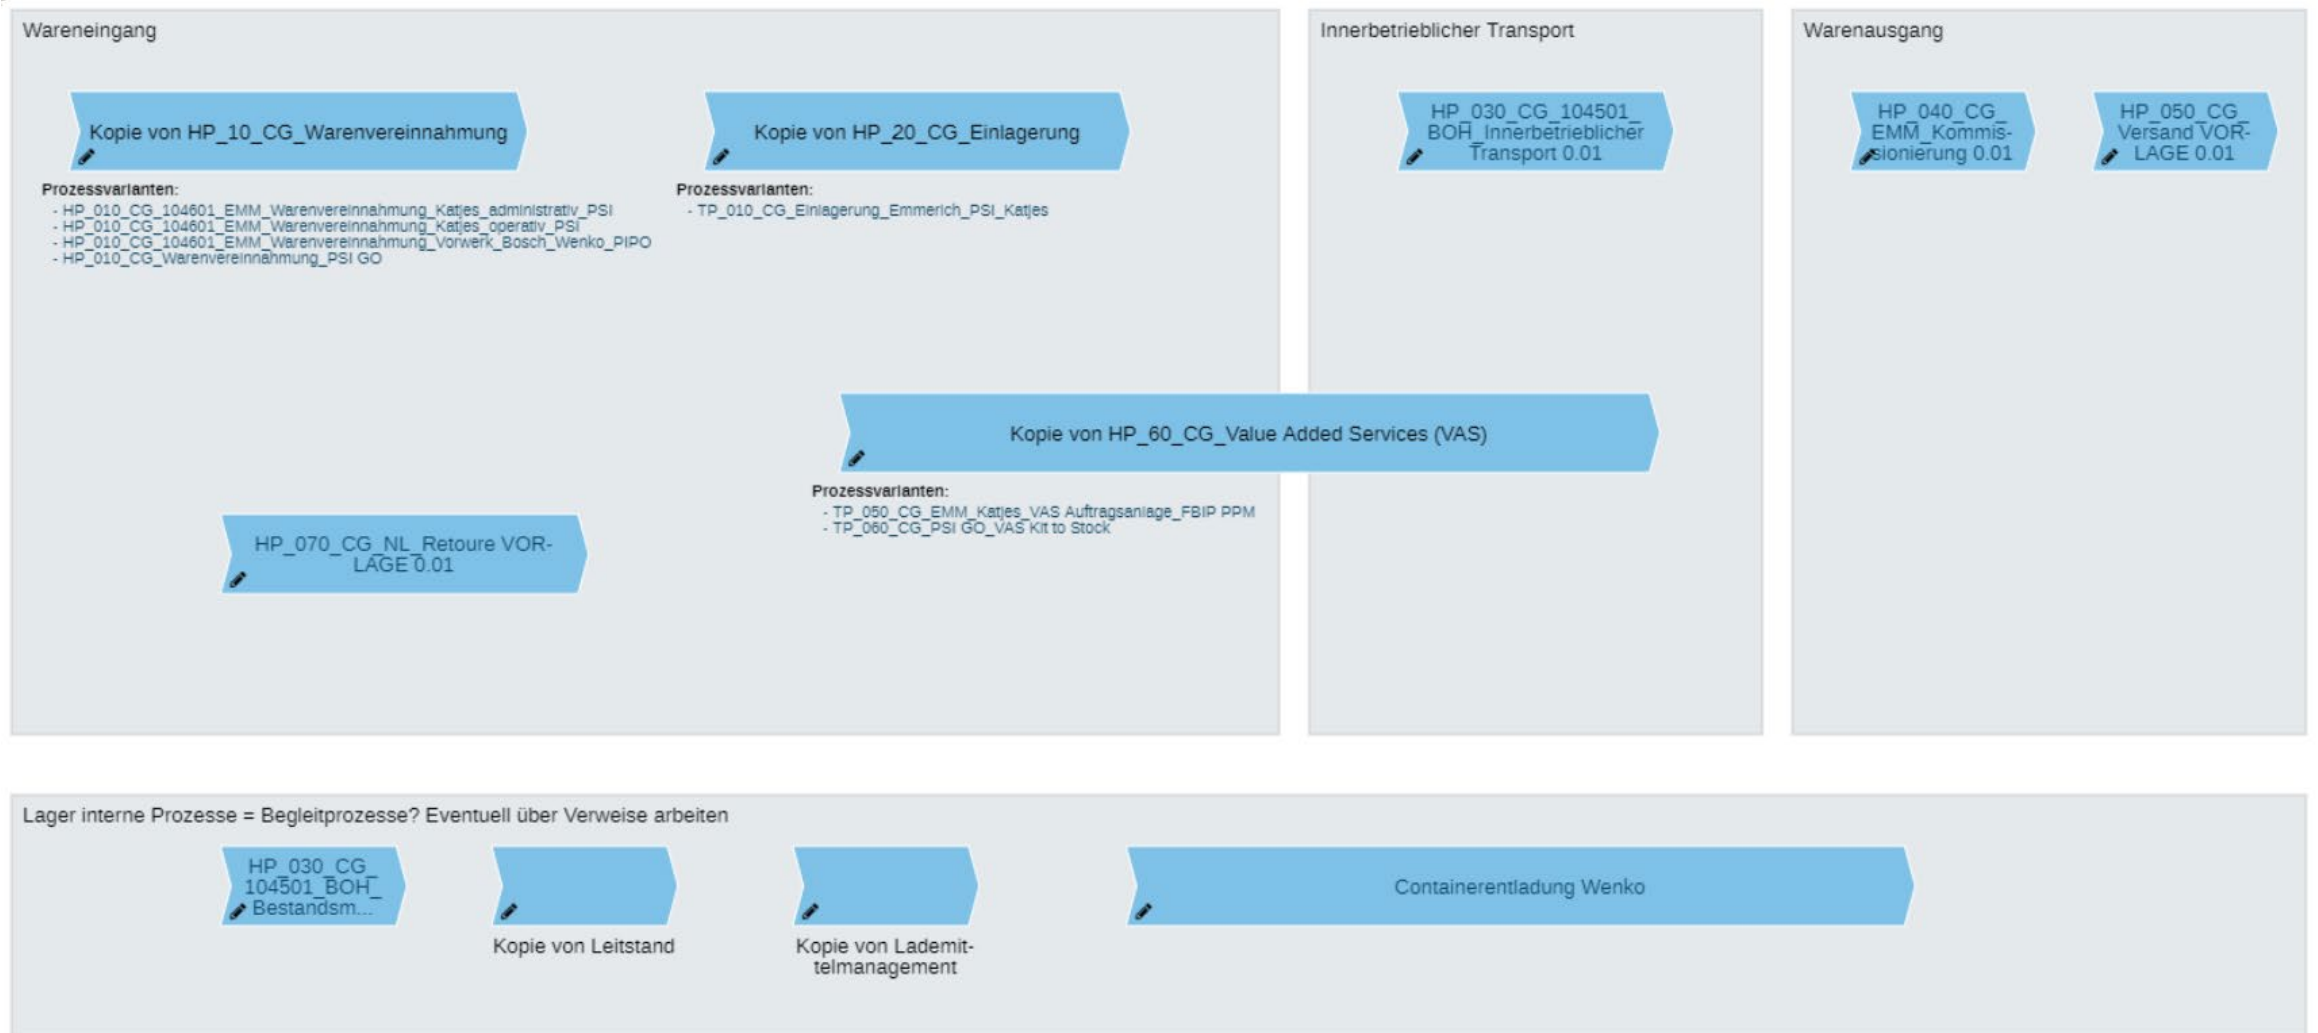 Wareneingang
Kopie von HP_10_CG_Warenvereinnahmung
Prozessvarianten:
- HP_010_CG_104601_EMM_Warenvereinnahmung_Katjes_administrativ_PSI
- HP_010_CG_104601_EMM_Warenvereinnahmung_Katjes_operativ_PSI
- HP_010_CG_104601_EMM_Warenvereinnahmung_Vorwerk_Bosch_Wenko_PIPO
- HP_010_CG_Warenvereinnahmung_PSI GO
Kopie von HP_20_CG_Einlagerung
Prozessvarianten:
- TP_010_CG_Einlagerung_Emmerich_PSI_Katjes
Kopie von HP_60_CG_Value Added Services (VAS)
Prozessvarianten:
- TP_050_CG_EMM_Katjes_VAS Auftragsanlage_FBIP PPM
- TP_060_CG_PSI GO_VAS Kit to Stock
HP_070_CG_NL_Retoure VOR-
LAGE 0.01
Innerbetrieblicher Transport
HP_030_CG_104501_
BOH_Innerbetrieblicher
Transport 0.01
Warenausgang
HP_040_CG_
EMM_Kommis-
sionierung 0.01
HP_050_CG_
Versand VOR-
LAGE 0.01
Lager interne Prozesse = Begleitprozesse? Eventuell über Verweise arbeiten
HP_030_CG_
104501_BOH_
Bestandsm...
Kopie von Leitstand
Kopie von Lademit-
telmanagement
Containerentladung Wenko